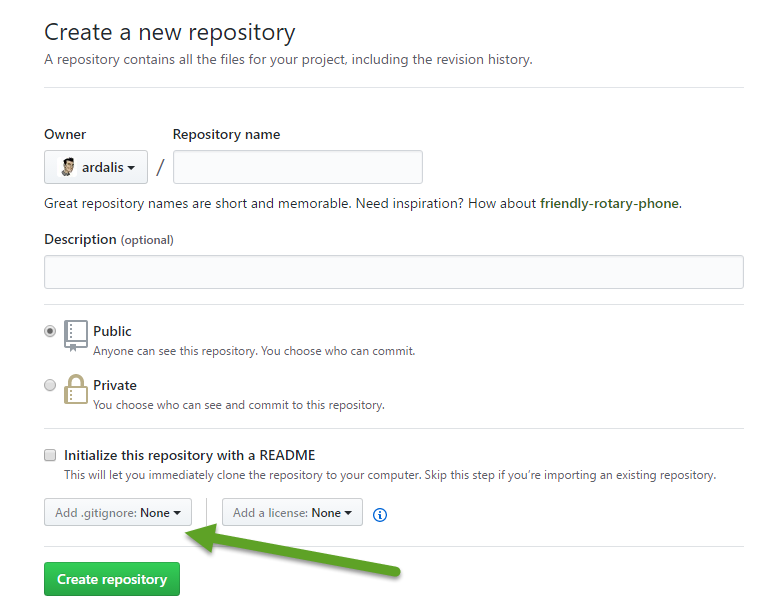 Create a new repository
A repository contains all the files for your project, including the revision history.
Owner Repository name
ardalis /
Great repository names are short and memorable. Need inspiration? How about friendly-rotary-phone.
Description (optional)
Public
Anyone can see this repository. You choose who can commit.
Private
You choose who can see and commit to this repository.
Initialize this repository with a README
This will let you immediately clone the repository to your computer. Skip this step if you’re importing an existing repository.
Add .gitignore: None Add a license: None
Create repository